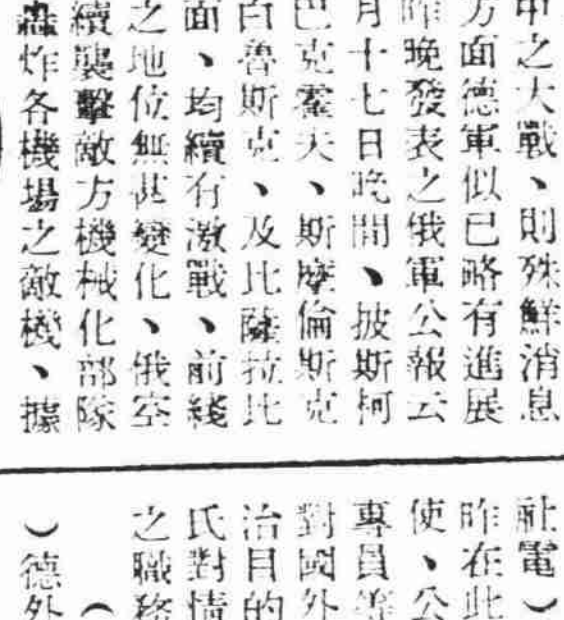 中之大戰、則殊鮮消息
方面德軍似已略有進展
昨晚發表之俄軍公報云
月十七日晚間、披斯柯
巴克霍夫、斯摩倫斯克
白魯斯克、及比薩拉比
面、均續有激戰、前綫
之地位無甚變化、俄空
續襲擊敵方機械化部隊
轟炸各機場之敵機、據
社電）
昨在此
使、公
專員等
對國外
治目的
氏對情
之職務
（
）德外